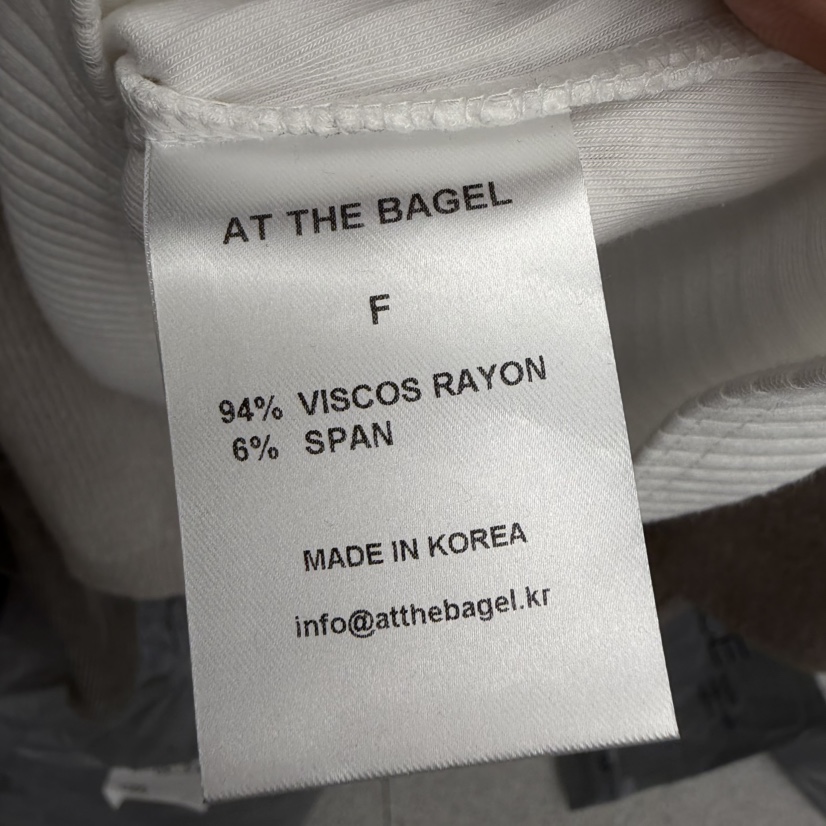 AT THE BAGEL
F
94% VISCOS RAYON
6% SPAN
MADE IN KOREA
info@atthebagel.kr